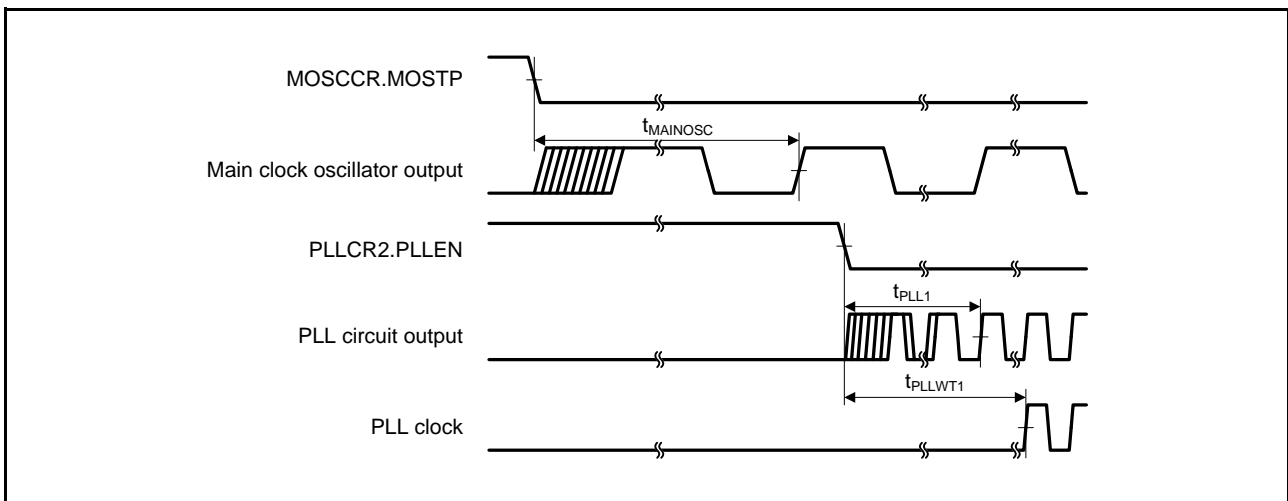 MOSCCR.MOSTP
tMAINOSC
Main clock oscillator output
PLLCR2.PLLEN
tPLL1
PLL circuit output
tPLLWT1
PLL clock